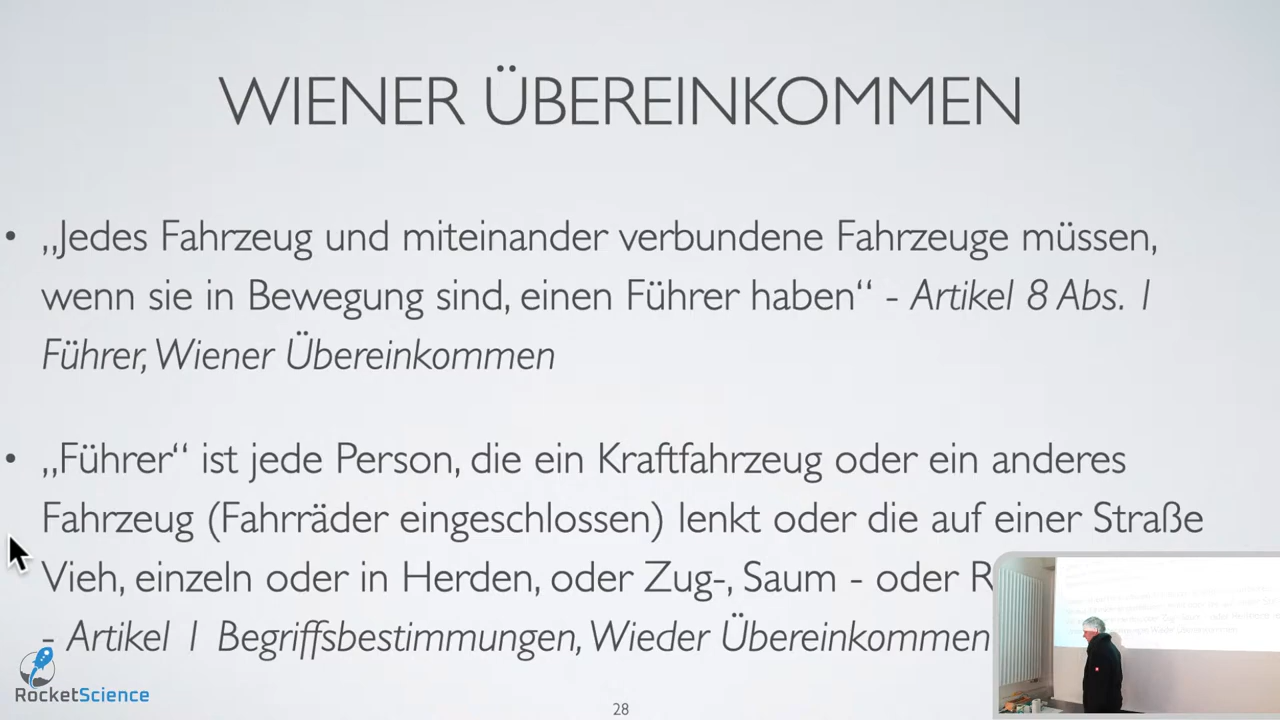 WIENER ÜBEREINKOMMEN
• „Jedes Fahrzeug und miteinander verbundene Fahrzeuge müssen,
wenn sie in Bewegung sind, einen Führer haben“ - Artikel 8 Abs. 1
Führer, Wiener Übereinkommen
• „Führer“ ist jede Person, die ein Kraftfahrzeug oder ein anderes
Fahrzeug (Fahrräder eingeschlossen) lenkt oder die auf einer Straße
Vieh, einzeln oder in Herden, oder Zug-, Saum - oder R
- Artikel 1 Begriffsbestimmungen, Wieder Übereinkommen
RocketScience
28